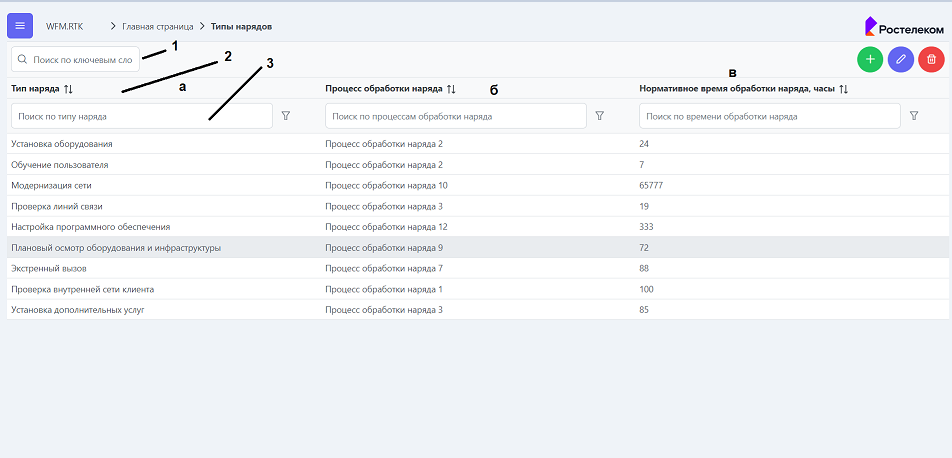 WFM.RTK > Главная страница > Типы нарядов
Ростелеком
Поиск по ключевым сло
1
2
3
Тип наряда
а
Процесс обработки наряда
б
Нормативное время обработки наряда, часы
в
Поиск по типу наряда
Поиск по процессам обработки наряда
Поиск по времени обработки наряда
Установка оборудования Процесс обработки наряда 2 24
Обучение пользователя Процесс обработки наряда 2 7
Модернизация сети Процесс обработки наряда 10 65777
Проверка линий связи Процесс обработки наряда 3 19
Настройка программного обеспечения Процесс обработки наряда 12 333
Плановый осмотр оборудования и инфраструктуры Процесс обработки наряда 9 72
Экстренный вызов Процесс обработки наряда 7 88
Проверка внутренней сети клиента Процесс обработки наряда 1 100
Установка дополнительных услуг Процесс обработки наряда 3 85